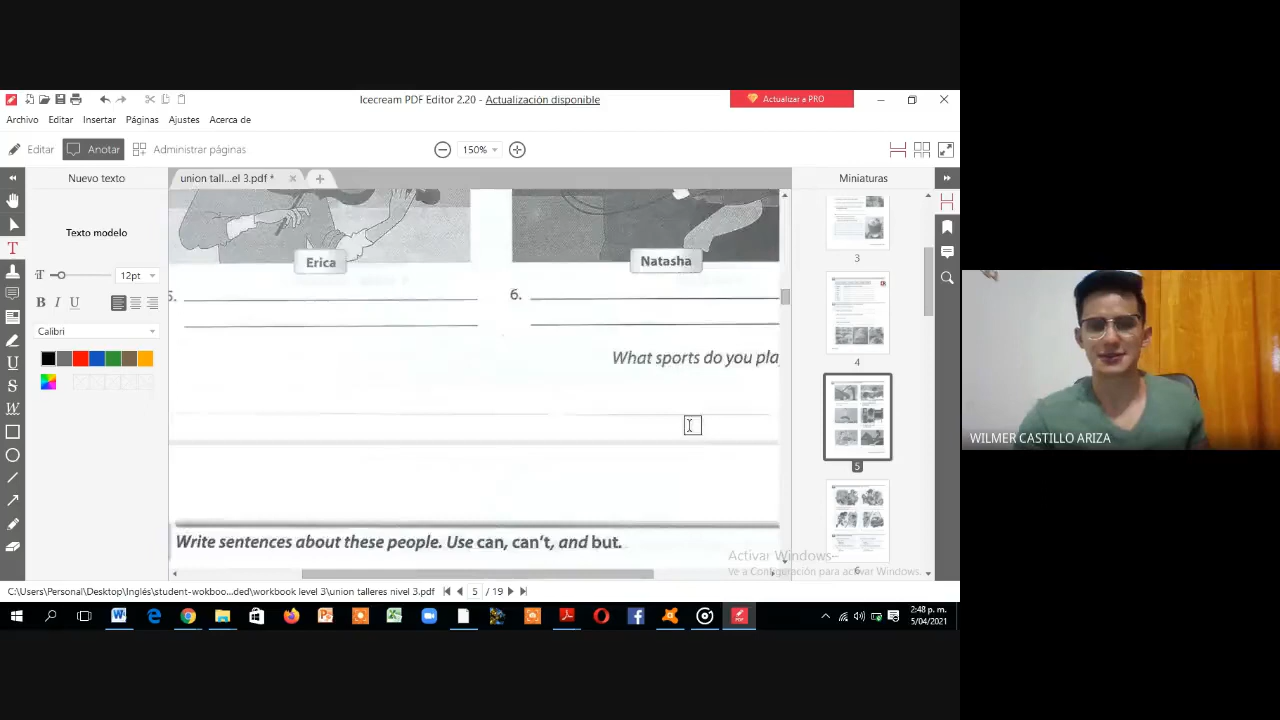 Icecream PDF Editor 2.20 - Actualización disponible
Actualizar a PRO
Archivo Editar Insertar Páginas Ajustes Acerca de
Editar Anotar Administrar páginas
150%
Nuevo texto
union tall...el 3.pdf *
Miniaturas
Texto modelo
12pt
B I U
Calibri
Erica
Natasha
5.
6.
What sports do you pla
Write sentences about these people. Use can, can't, and but.
3
4
5
6
Activar Windows
Ve a Configuración para activar Windows.
C:\Users\Personal\Desktop\Inglés\student-wokboo...ded\workbook level 3\union talleres nivel 3.pdf
5 / 19
2:48 p. m.
5/04/2021
WILMER CASTILLO ARIZA